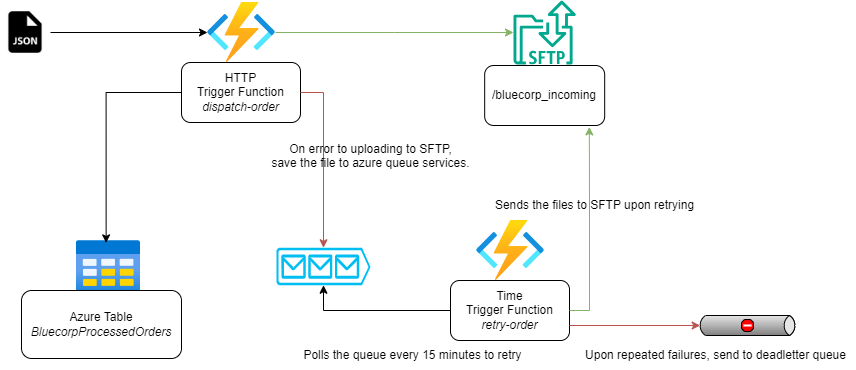 JSON
SFTP
HTTP
Trigger Function
dispatch-order
/bluecorp_incoming
On error to uploading to SFTP,
save the file to azure queue services.
Sends the files to SFTP upon retrying
Azure Table
BluecorpProcessedOrders
Time
Trigger Function
retry-order
Polls the queue every 15 minutes to retry
Upon repeated failures, send to deadletter queue